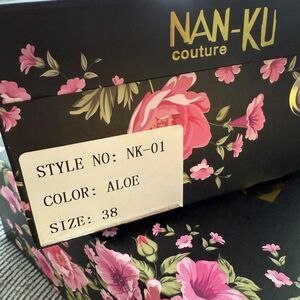 NAN-KU
couture
STYLE NO: NK-01
COLOR: ALOE
SIZE: 38